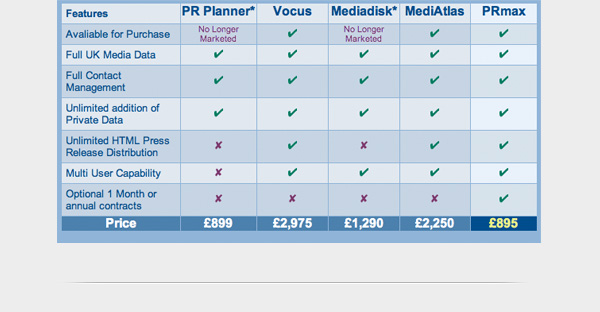 Features PR Planner* Vocus Mediadisk* MediAtlas PRmax
Avaliable for Purchase No Longer Marketed ✔ No Longer Marketed ✔ ✔
Full UK Media Data ✔ ✔ ✔ ✔ ✔
Full Contact
Management ✔ ✔ ✔ ✔ ✔
Unlimited addition of
Private Data ✔ ✔ ✔ ✔ ✔
Unlimited HTML Press
Release Distribution ✘ ✔ ✘ ✔ ✔
Multi User Capability ✘ ✔ ✔ ✔ ✔
Optional 1 Month or
annual contracts ✘ ✘ ✘ ✘ ✔
Price £899 £2,975 £1,290 £2,250 £895